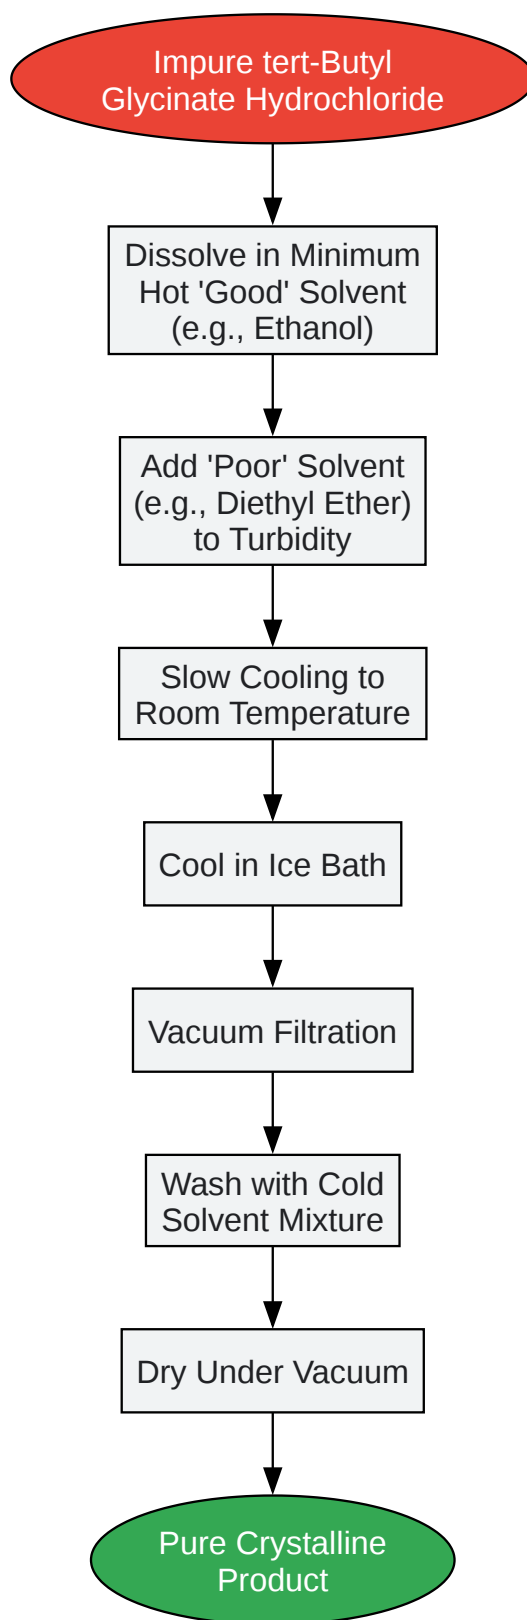 Impure tert-Butyl
Glycinate Hydrochloride
Dissolve in Minimum
Hot 'Good' Solvent
(e.g., Ethanol)
Add 'Poor' Solvent
(e.g., Diethyl Ether)
to Turbidity
Slow Cooling to
Room Temperature
Cool in Ice Bath
Vacuum Filtration
Wash with Cold
Solvent Mixture
Dry Under Vacuum
Pure Crystalline
Product